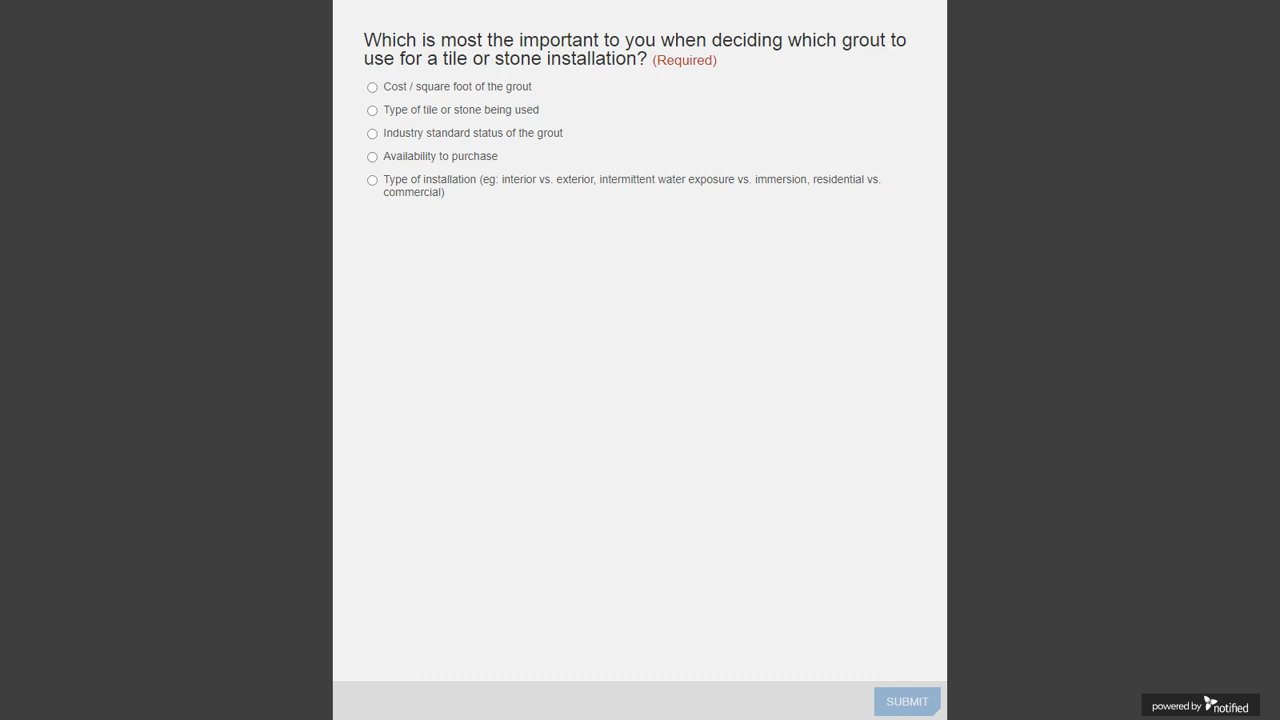 Which is most the important to you when deciding which grout to
use for a tile or stone installation? (Required)
Cost / square foot of the grout
Type of tile or stone being used
Industry standard status of the grout
Availability to purchase
Type of installation (eg: interior vs. exterior, intermittent water exposure vs. immersion, residential vs.
commercial)
SUBMIT
powered by notified